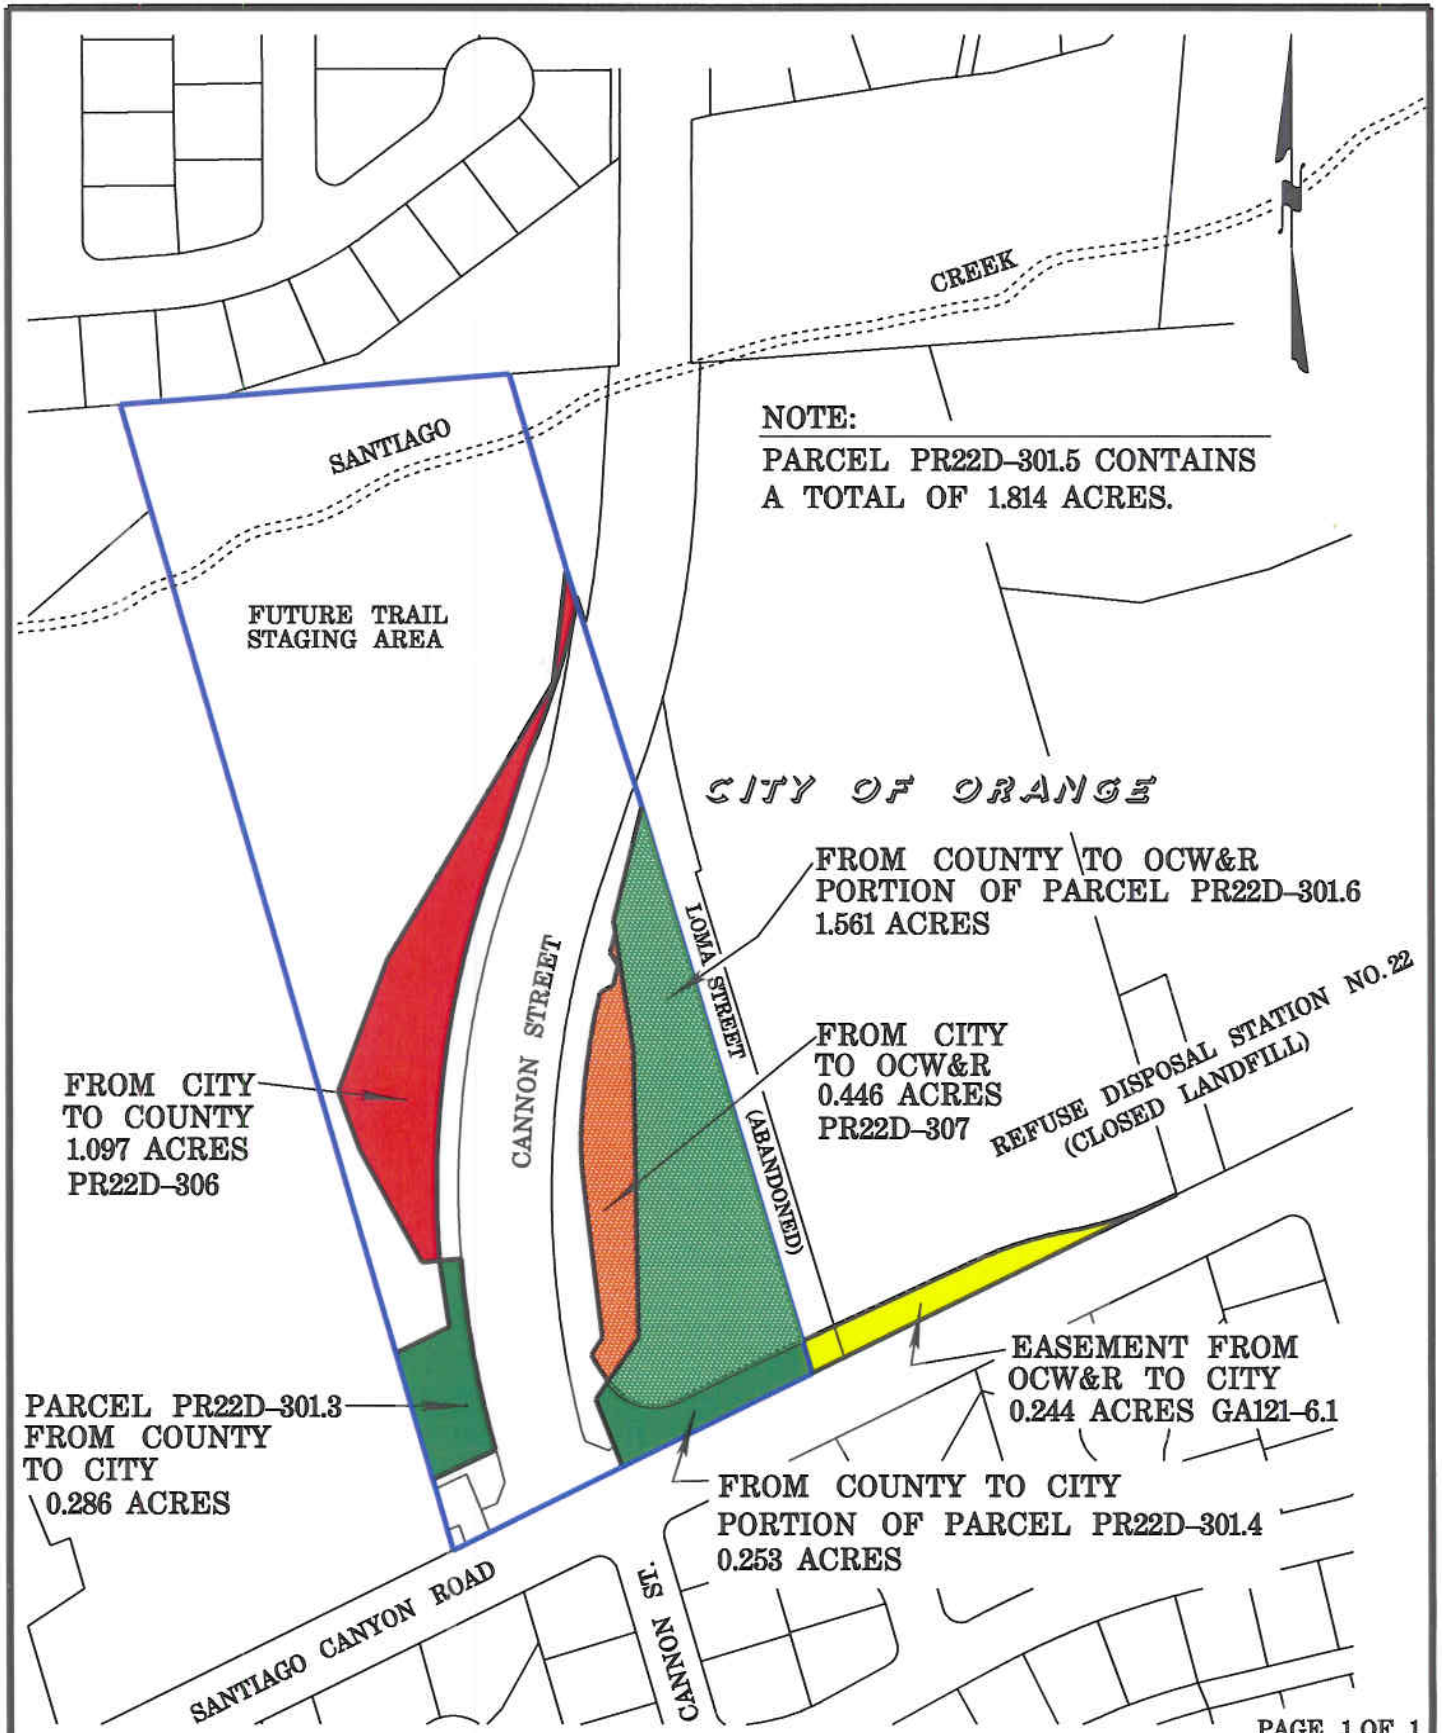 CREEK
SANTIAGO
NOTE:
PARCEL PR22D-301.5 CONTAINS
A TOTAL OF 1.814 ACRES.
FUTURE TRAIL
STAGING AREA
CITY OF ORANGE
FROM COUNTY TO OCW&R
PORTION OF PARCEL PR22D-301.6
1.561 ACRES
LOMA STREET
(ABANDONED)
CANNON STREET
FROM CITY
TO OCW&R
0.446 ACRES
PR22D-307
REFUSE DISPOSAL STATION NO.22
(CLOSED LANDFILL)
FROM CITY
TO COUNTY
1.097 ACRES
PR22D-306
EASEMENT FROM
OCW&R TO CITY
0.244 ACRES GA121-6.1
PARCEL PR22D-301.3
FROM COUNTY
TO CITY
0.286 ACRES
FROM COUNTY TO CITY
PORTION OF PARCEL PR22D-301.4
0.253 ACRES
SANTIAGO CANYON ROAD
CANNON ST.
PAGE 1 OF 1
N